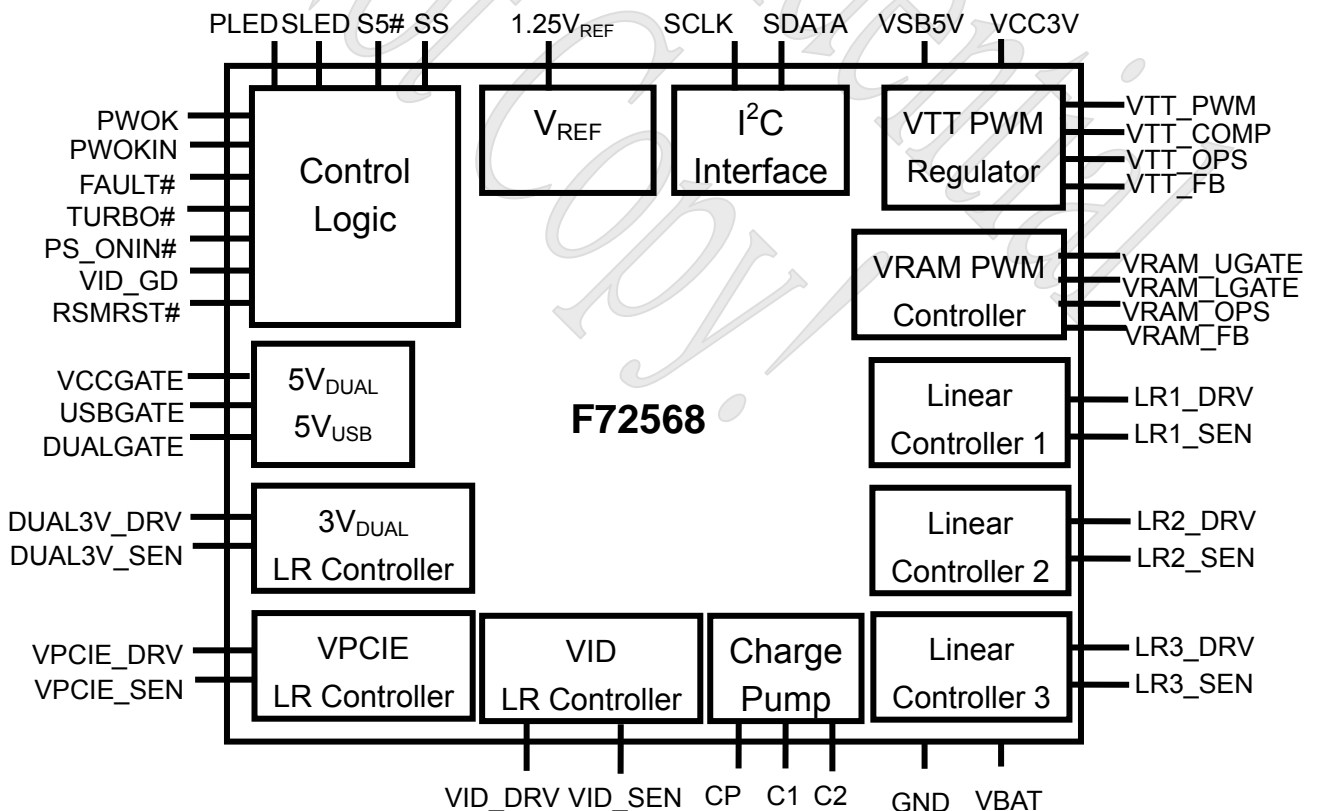 PLED SLED S5# SS 1.25VREF SCLK SDATA VSB5V VCC3V
PWOK
PWOKIN
FAULT#
TURBO#
PS_ONIN#
VID_GD
RSMRST#
Control
Logic
VREF
I2C
Interface
VTT PWM
Regulator
VTT_PWM
VTT_COMP
VTT_OPS
VTT_FB
VRAM PWM
Controller
VRAM_UGATE
VRAM_LGATE
VRAM_OPS
VRAM_FB
VCCGATE
USBGATE
DUALGATE
5VDUAL
5VUSB
F72568
Linear
Controller 1
LR1_DRV
LR1_SEN
DUAL3V_DRV
DUAL3V_SEN
3VDUAL
LR Controller
Linear
Controller 2
LR2_DRV
LR2_SEN
VPCIE_DRV
VPCIE_SEN
VPCIE
LR Controller
VID
LR Controller
Charge
Pump
Linear
Controller 3
LR3_DRV
LR3_SEN
VID_DRV VID_SEN CP C1 C2 GND VBAT
Copy!